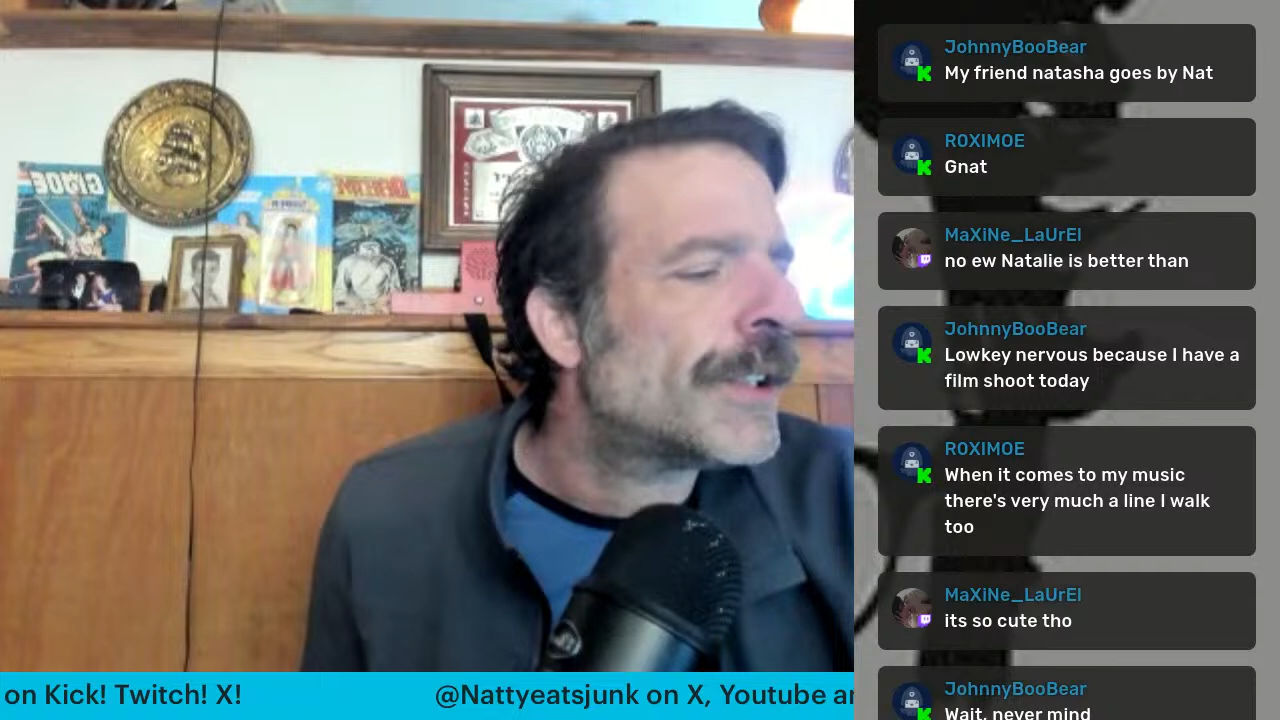 GIJOE
on Kick! Twitch! X!
@Nattyeatsjunk on X, Youtube
JohnnyBooBear
My friend natasha goes by Nat
R0XIMOE
Gnat
MaXiNe_LaUrEl
no ew Natalie is better than
JohnnyBooBear
Lowkey nervous because I have a
film shoot today
R0XIMOE
When it comes to my music
there's very much a line I walk
too
MaXiNe_LaUrEl
its so cute tho
JohnnyBooBear
Wait, never mind